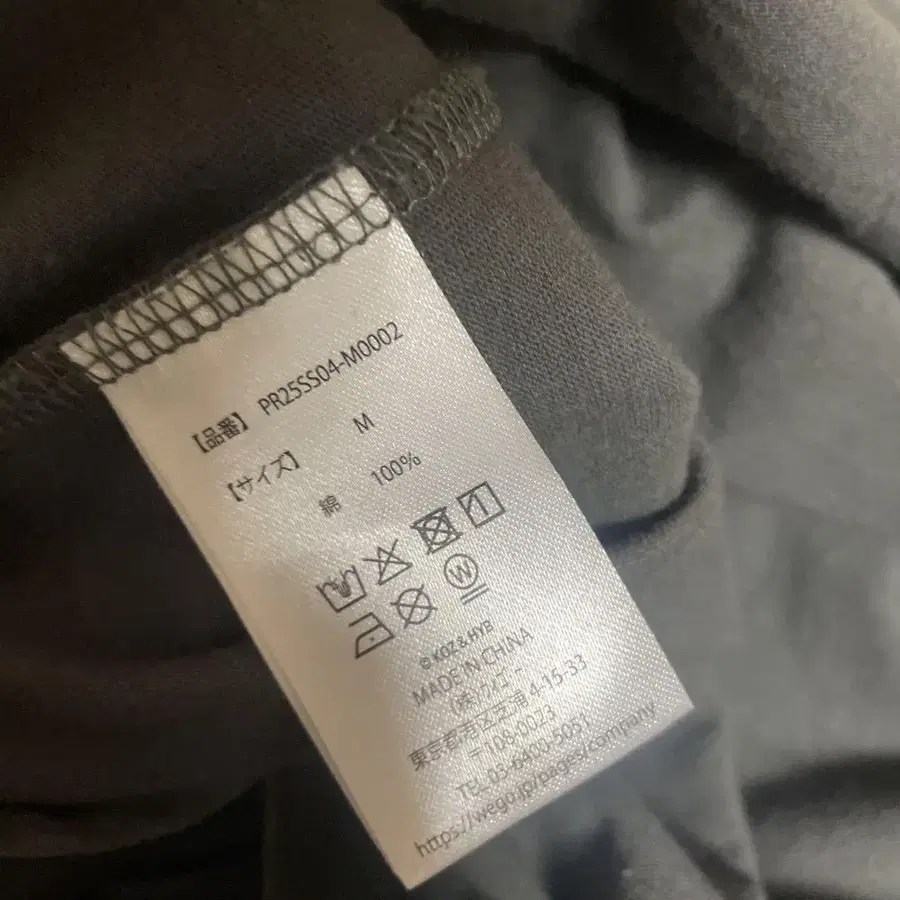 【品番】 PR25SS04-M0002
【サイズ】 M
綿 100%
W
© KOZ & HYB
MADE IN CHINA
(株)ウィゴー
東京都港区芝浦4-15-33
〒108-0023
TEL 03-6400-5051
https://wego.jp/pages/company